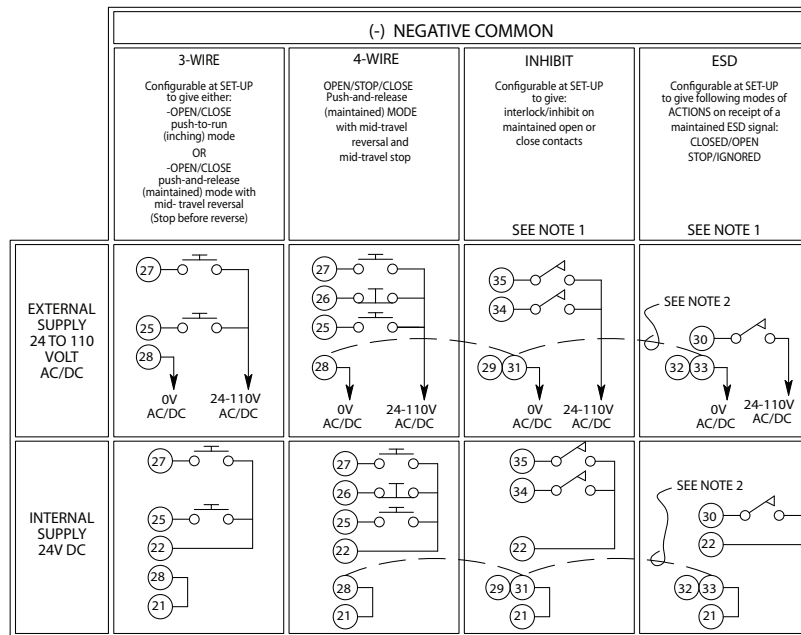 (-) NEGATIVE COMMON
3-WIRE
Configurable at SET-UP
to give either:
-OPEN/CLOSE
push-to-run
(inching) mode
OR
-OPEN/CLOSE
push-and-release
(maintained) mode with
mid- travel reversal
(Stop before reverse)
4-WIRE
OPEN/STOP/CLOSE
Push-and-release
(maintained) MODE
with mid-travel
reversal and
mid-travel stop
INHIBIT
Configurable at SET-UP
to give:
interlock/inhibit on
maintained open or
close contacts
SEE NOTE 1
ESD
Configurable at SET-UP
to give following modes of
ACTIONS on receipt of a
maintained ESD signal:
CLOSED/OPEN
STOP/IGNORED
SEE NOTE 1
EXTERNAL
SUPPLY
24 TO 110
VOLT
AC/DC
27
25
28
0V
AC/DC
24-110V
AC/DC
27
26
25
28
0V
AC/DC
24-110V
AC/DC
35
34
29 31
0V
AC/DC
24-110V
AC/DC
SEE NOTE 2
30
32 33
0V
AC/DC
24-110V
AC/DC
INTERNAL
SUPPLY
24V DC
27
25
22
28
21
27
26
25
22
28
21
35
34
22
29 31
21
SEE NOTE 2
30
22
32 33
21